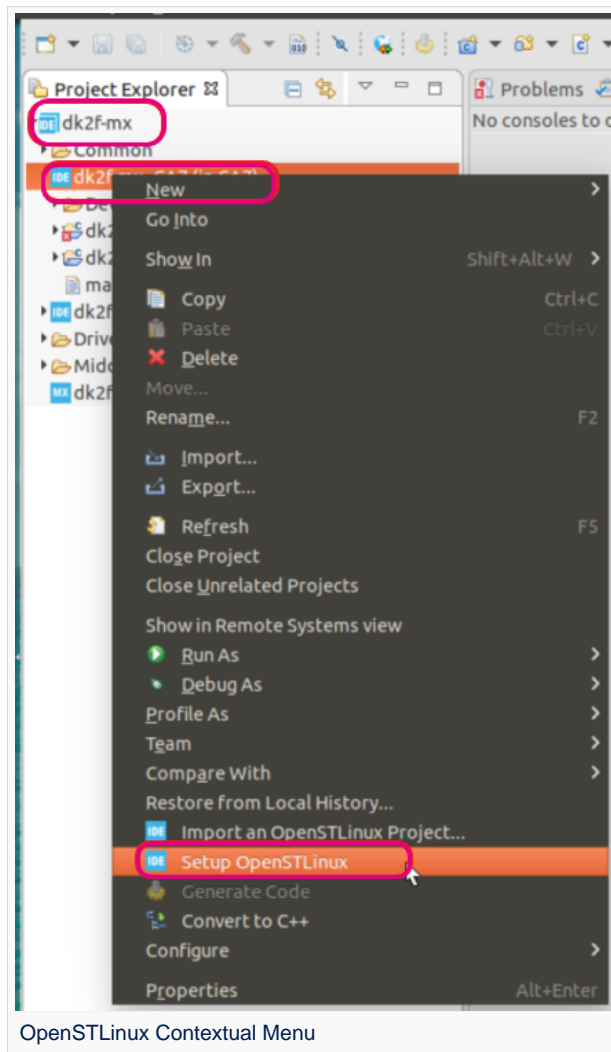 Project Explorer
Problems
dk2f-mx
No consoles to
Common
New
Go Into
Show In Shift+Alt+W
Copy Ctrl+C
Paste Ctrl+V
Delete
Move...
Rename... F2
Import...
Export...
Refresh F5
Close Project
Close Unrelated Projects
Show in Remote Systems view
Run As
Debug As
Profile As
Team
Compare With
Restore from Local History...
IDE Import an OpenSTLinux Project...
IDE Setup OpenSTLinux
Generate Code
Convert to C++
Configure
Properties Alt+Enter
OpenSTLinux Contextual Menu